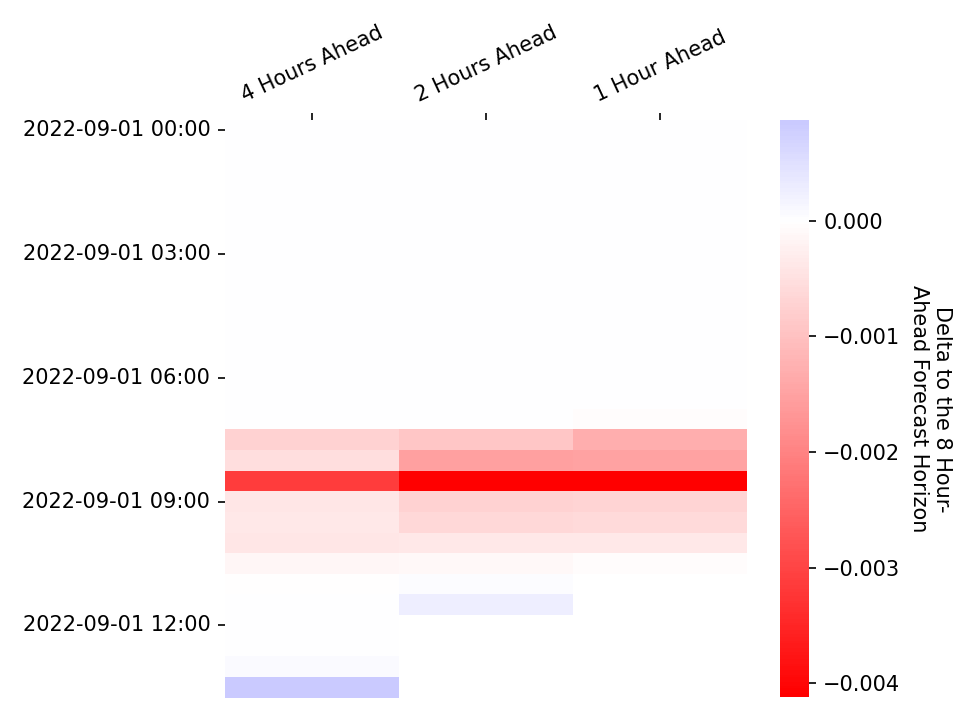 4 Hours Ahead
2 Hours Ahead
1 Hour Ahead
2022-09-01 00:00
2022-09-01 03:00
2022-09-01 06:00
2022-09-01 09:00
2022-09-01 12:00
0.000
−0.001
−0.002
−0.003
−0.004
Delta to the 8 Hour-
Ahead Forecast Horizon